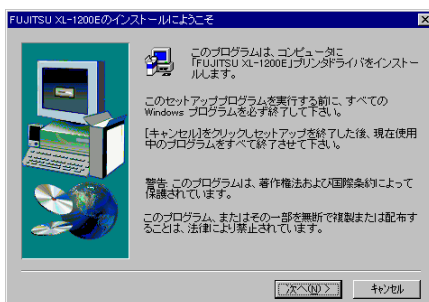 FUJITSU XL-1200Eのインストールにようこそ
このプログラムは、コンピュータに
「FUJITSU XL-1200E」プリンタドライバをインストー
ルします。
このセットアッププログラムを実行する前に、すべての
Windows プログラムを必ず終了して下さい。
[キャンセル]をクリックしセットアップを終了した後、現在使用
中のプログラムをすべて終了させて下さい。
警告: このプログラムは、著作権法および国際条約によって
保護されています。
このプログラム、またはその一部を無断で複製または配布す
ることは、法律により禁止されています。
次へ(N) >
キャンセル